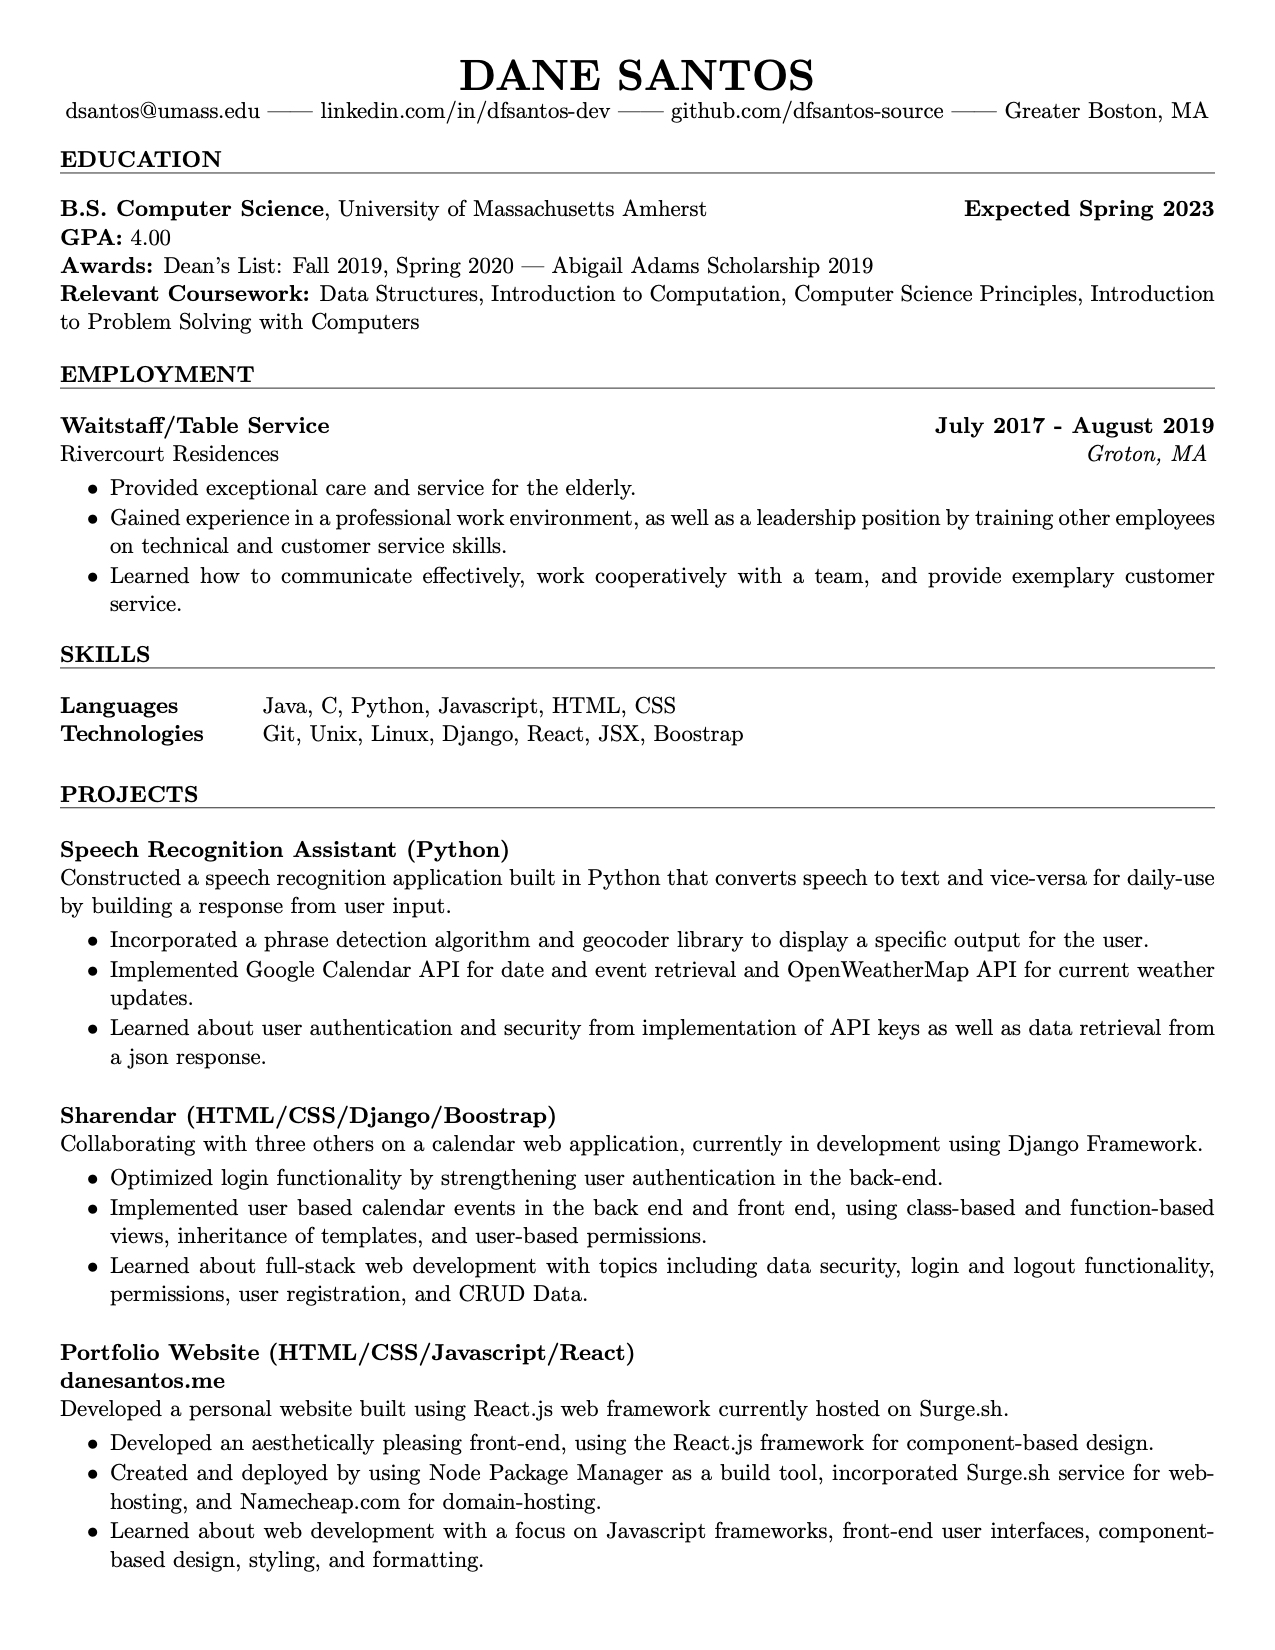 DANE SANTOS
dsantos@umass.edu —— linkedin.com/in/dfsantos-dev —— github.com/dfsantos-source —— Greater Boston, MA
EDUCATION
B.S. Computer Science, University of Massachusetts Amherst Expected Spring 2023
GPA: 4.00
Awards: Dean's List: Fall 2019, Spring 2020 — Abigail Adams Scholarship 2019
Relevant Coursework: Data Structures, Introduction to Computation, Computer Science Principles, Introduction
to Problem Solving with Computers
EMPLOYMENT
Waitstaff/Table Service July 2017 - August 2019
Rivercourt Residences Groton, MA
• Provided exceptional care and service for the elderly.
• Gained experience in a professional work environment, as well as a leadership position by training other employees
on technical and customer service skills.
• Learned how to communicate effectively, work cooperatively with a team, and provide exemplary customer
service.
SKILLS
Languages Java, C, Python, Javascript, HTML, CSS
Technologies Git, Unix, Linux, Django, React, JSX, Boostrap
PROJECTS
Speech Recognition Assistant (Python)
Constructed a speech recognition application built in Python that converts speech to text and vice-versa for daily-use
by building a response from user input.
• Incorporated a phrase detection algorithm and geocoder library to display a specific output for the user.
• Implemented Google Calendar API for date and event retrieval and OpenWeatherMap API for current weather
updates.
• Learned about user authentication and security from implementation of API keys as well as data retrieval from
a json response.
Sharendar (HTML/CSS/Django/Boostrap)
Collaborating with three others on a calendar web application, currently in development using Django Framework.
• Optimized login functionality by strengthening user authentication in the back-end.
• Implemented user based calendar events in the back end and front end, using class-based and function-based
views, inheritance of templates, and user-based permissions.
• Learned about full-stack web development with topics including data security, login and logout functionality,
permissions, user registration, and CRUD Data.
Portfolio Website (HTML/CSS/Javascript/React)
danesantos.me
Developed a personal website built using React.js web framework currently hosted on Surge.sh.
• Developed an aesthetically pleasing front-end, using the React.js framework for component-based design.
• Created and deployed by using Node Package Manager as a build tool, incorporated Surge.sh service for web-
hosting, and Namecheap.com for domain-hosting.
• Learned about web development with a focus on Javascript frameworks, front-end user interfaces, component-
based design, styling, and formatting.